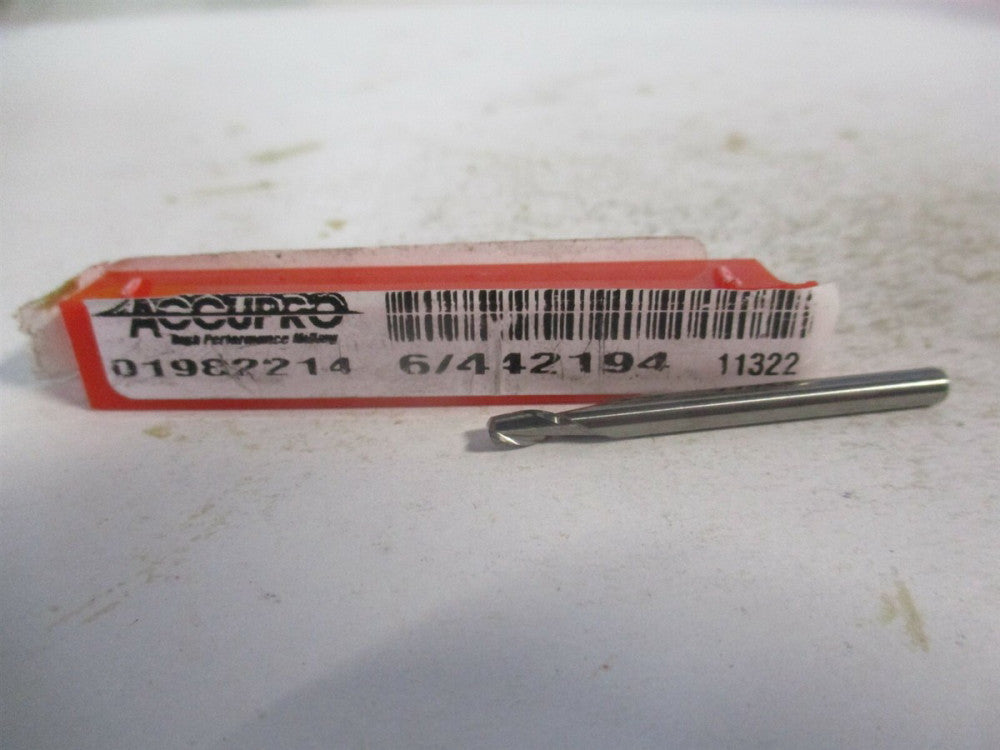 ACCUPRO
High Performance Milling
01982214 6/442194 11322